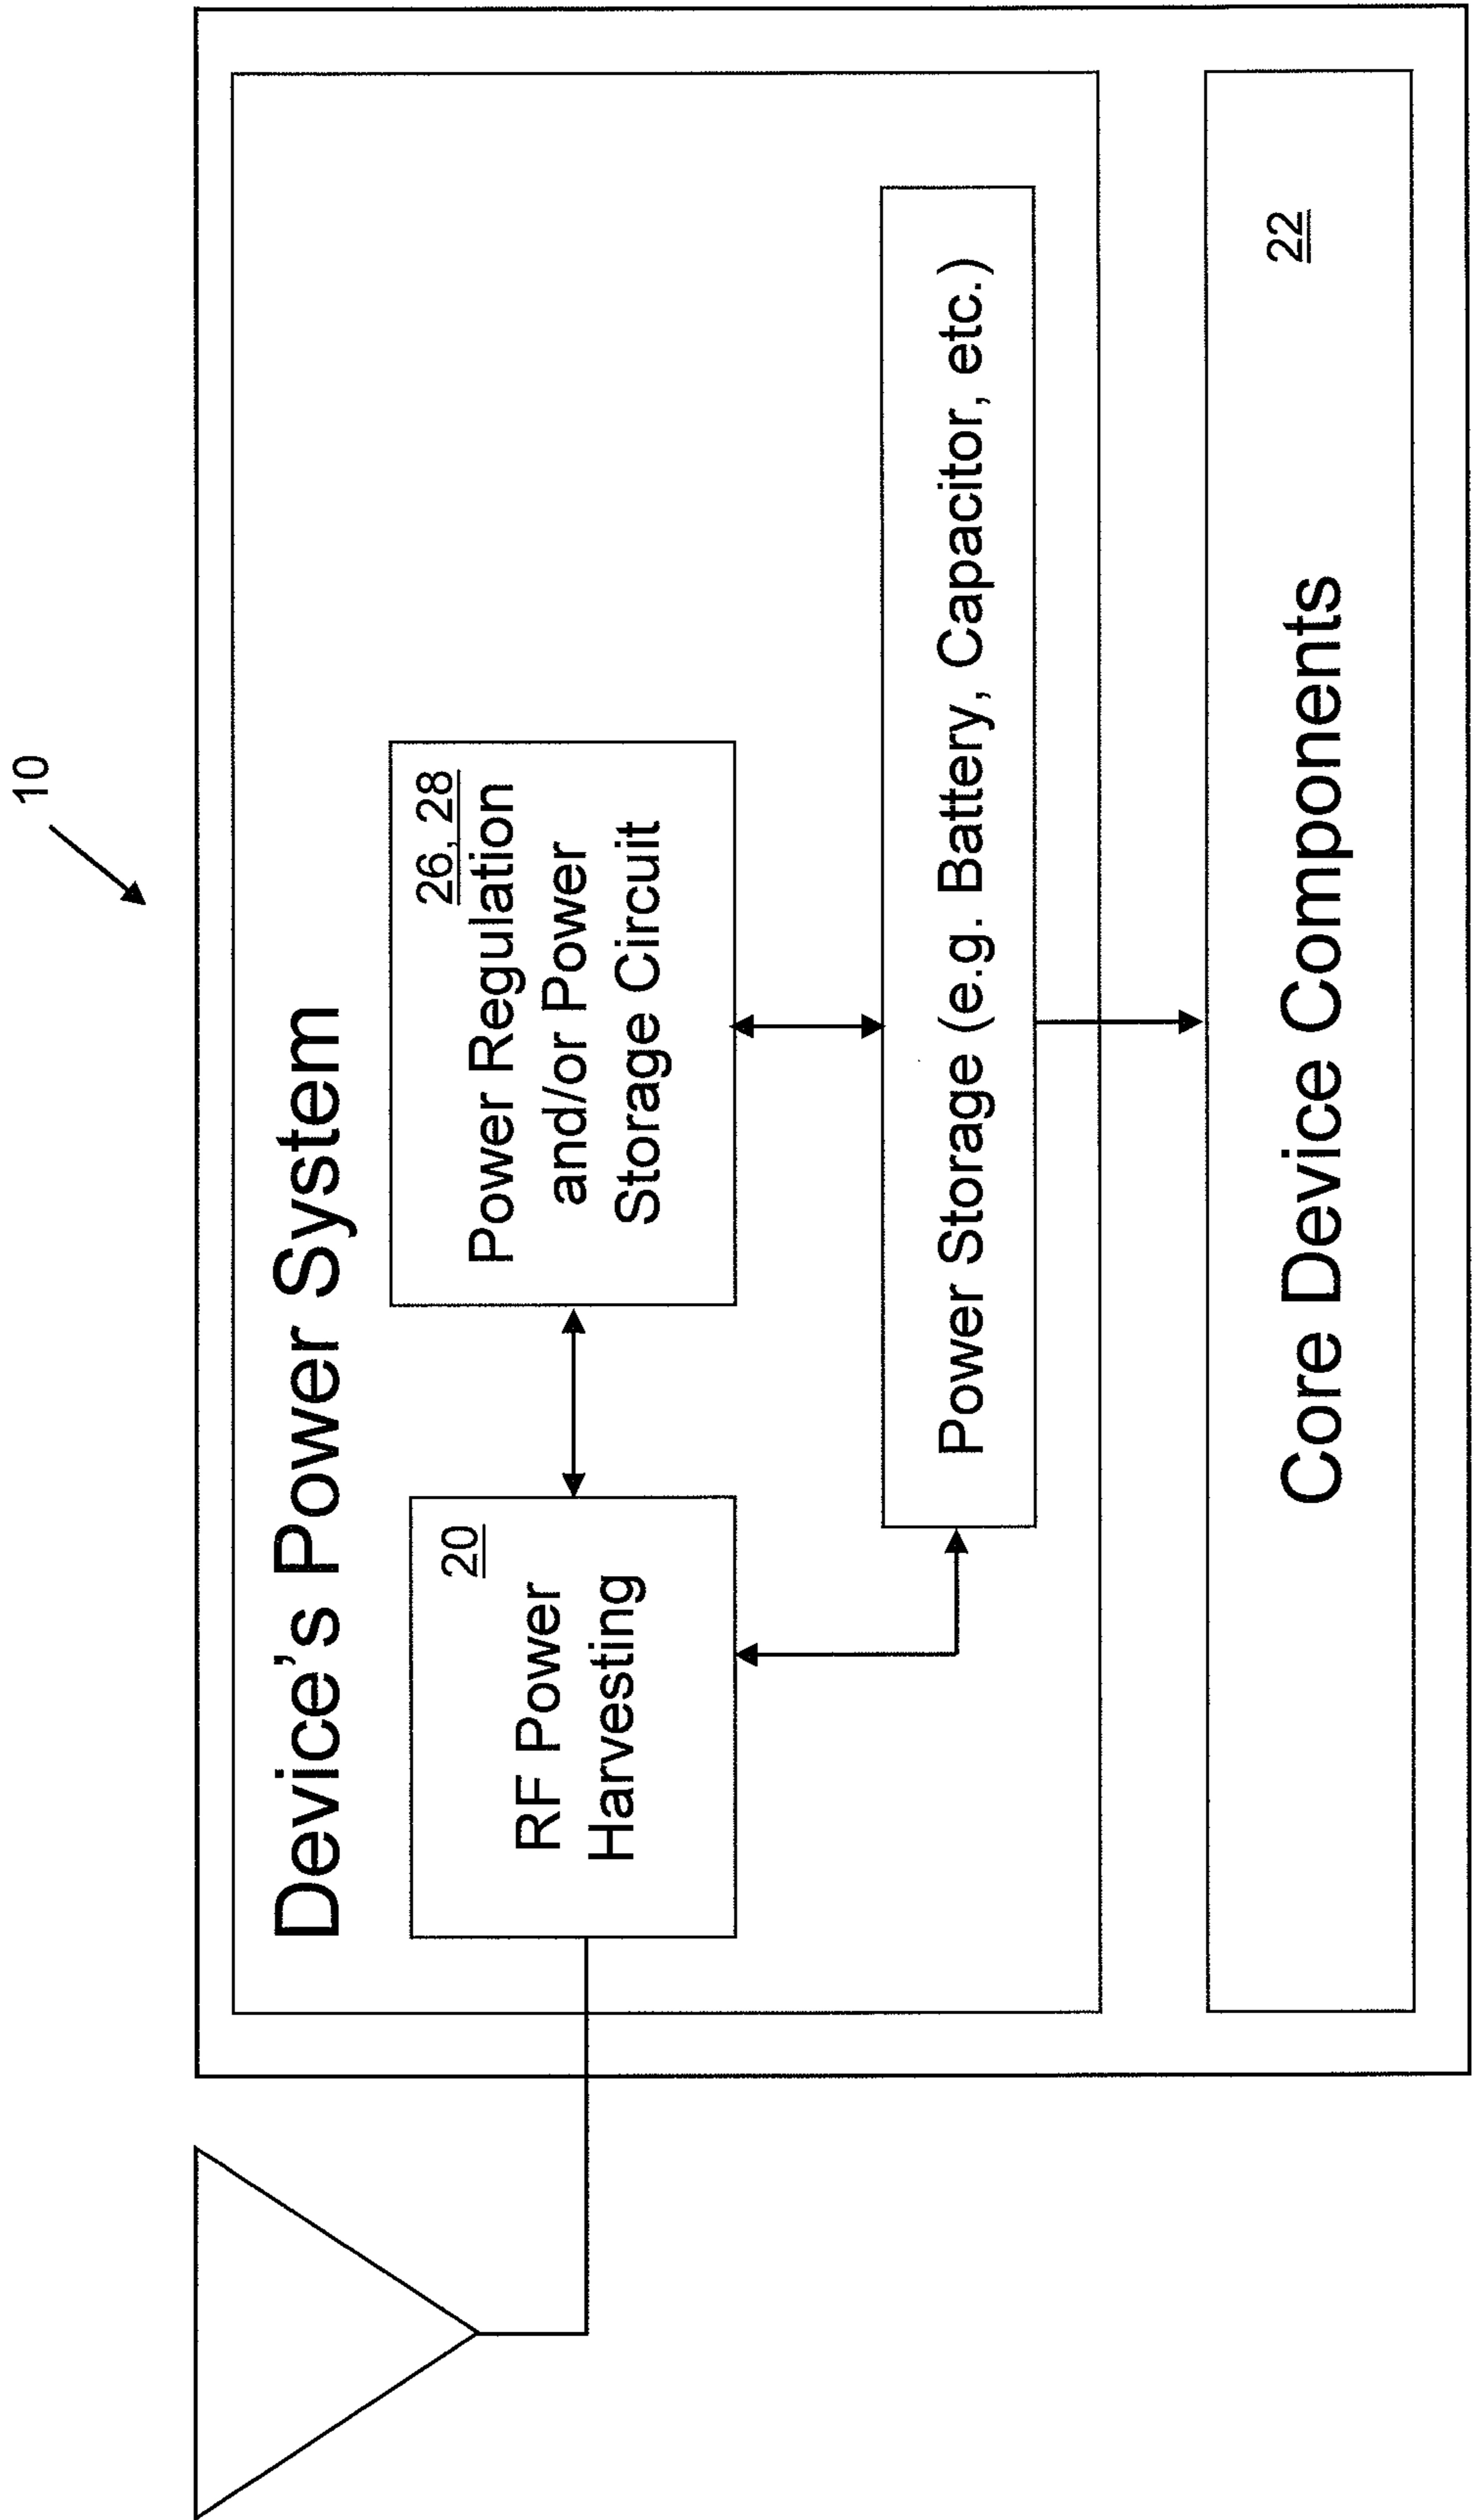 10
Device's Power System
20
RF Power
Harvesting
26, 28
Power Regulation
and/or Power
Storage Circuit
Power Storage (e.g. Battery, Capacitor, etc.)
22
Core Device Components